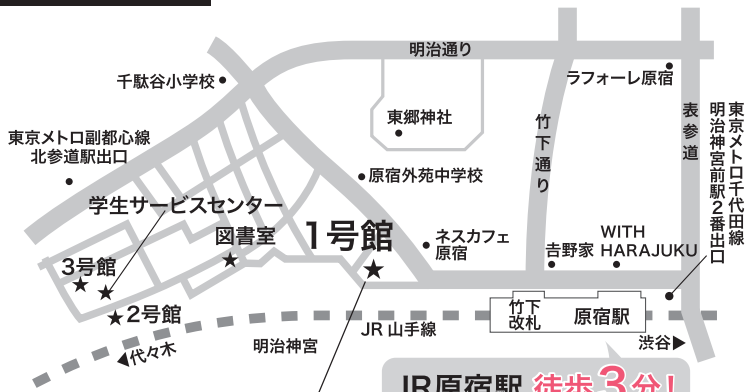 明治通り
千駄谷小学校
ラフォーレ原宿
東郷神社
竹下通り
表参道
東京メトロ千代田線
明治神宮前駅2番出口
東京メトロ副都心線
北参道駅出口
原宿外苑中学校
学生サービスセンター
図書室
1号館
ネスカフェ
原宿
吉野家
WITH
HARAJUKU
3号館
2号館
竹下
改札
原宿駅
JR 山手線
明治神宮
代々木
渋谷
JR原宿駅 徒歩3分!